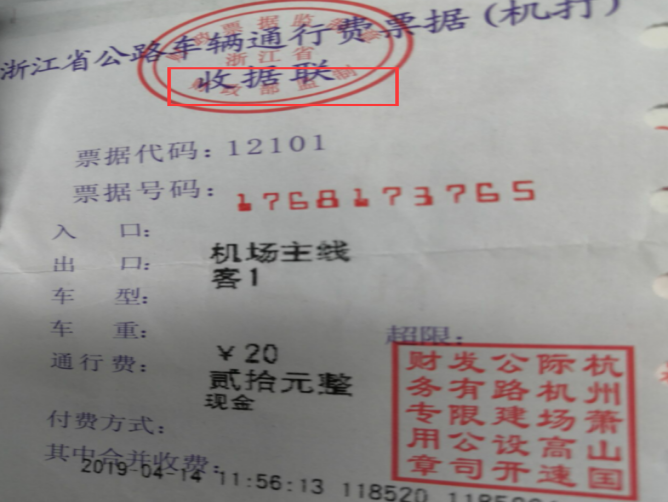 浙江省公路车辆通行费票据(机打)
浙江省
收据联
票据代码:12101
票据号码:1768173765
入 口:
出 口:机场主线
车 型:客1
车 重:
超限:
通行费:￥20
贰拾元整
付费方式:现金
其中合并收费:
2019-04-14 11:56:13 118520
杭州萧山国
际机场高速
公路建设开
发有限公司
财务专用章